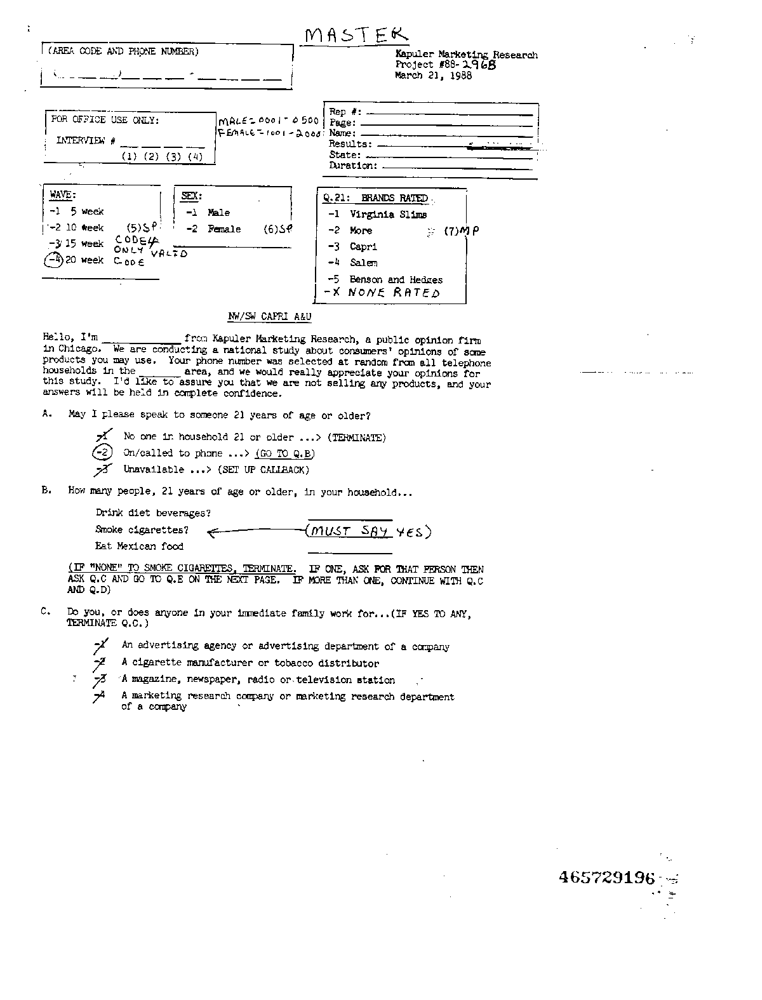 MASTER
(AREA CODE AND PHONE NUMBER)
Kapuler Marketing Research
Project #88-296B
March 21, 1988
FOR OFFICE USE ONLY:
INTERVIEW # ___ ___ ___ ___
(1) (2) (3) (4)
MALE=0001-0500
FEMALE=1001-2000
Rep #:
Page:
Name:
Results:
State:
Duration:
WAVE:
-1 5 week
-2 10 week (5)SP
-3 15 week CODE 4
ONLY VALID
-4 20 week CODE
SEX:
-1 Male
-2 Female (6)SP
Q.21: BRANDS RATED
-1 Virginia Slims
-2 More (7)MP
-3 Capri
-4 Salem
-5 Benson and Hedges
-X NONE RATED
NW/SW CAPRI A&U
Hello, I'm ____________ from Kapuler Marketing Research, a public opinion firm
in Chicago. We are conducting a national study about consumers' opinions of some
products you may use. Your phone number was selected at random from all telephone
households in the ______ area, and we would really appreciate your opinions for
this study. I'd like to assure you that we are not selling any products, and your
answers will be held in complete confidence.
A. May I please speak to someone 21 years of age or older?
-1 No one in household 21 or older ...> (TERMINATE)
-2 On/called to phone ...> (GO TO Q.B)
-3 Unavailable ...> (SET UP CALLBACK)
B. How many people, 21 years of age or older, in your household...
Drink diet beverages?
Smoke cigarettes? (MUST SAY YES)
Eat Mexican food
(IF "NONE" TO SMOKE CIGARETTES, TERMINATE. IF ONE, ASK FOR THAT PERSON THEN
ASK Q.C AND GO TO Q.E ON THE NEXT PAGE. IF MORE THAN ONE, CONTINUE WITH Q.C
AND Q.D)
C. Do you, or does anyone in your immediate family work for...(IF YES TO ANY,
TERMINATE Q.C.)
-1 An advertising agency or advertising department of a company
-2 A cigarette manufacturer or tobacco distributor
-3 A magazine, newspaper, radio or television station
-4 A marketing research company or marketing research department
of a company
465729196